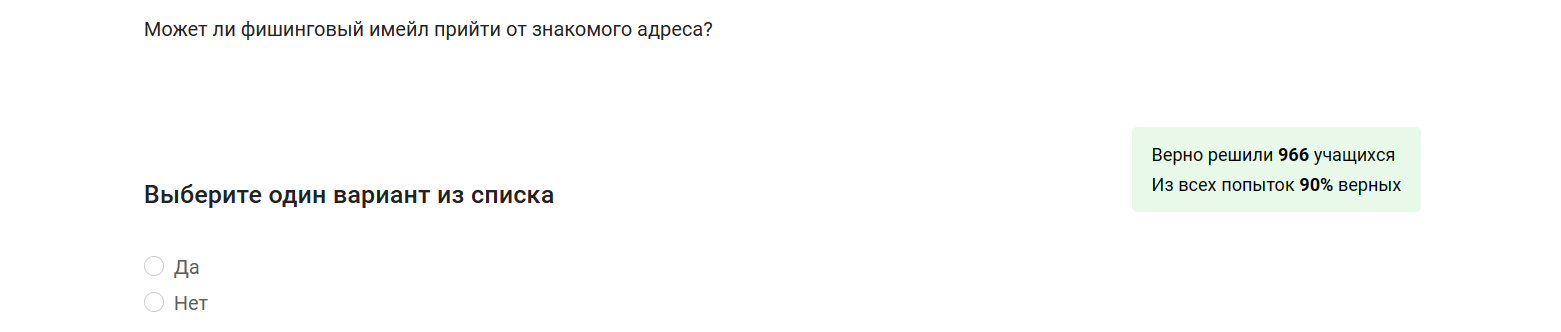 Может ли фишинговый имейл прийти от знакомого адреса?
Верно решили 966 учащихся
Из всех попыток 90% верных
Выберите один вариант из списка
Да
Нет